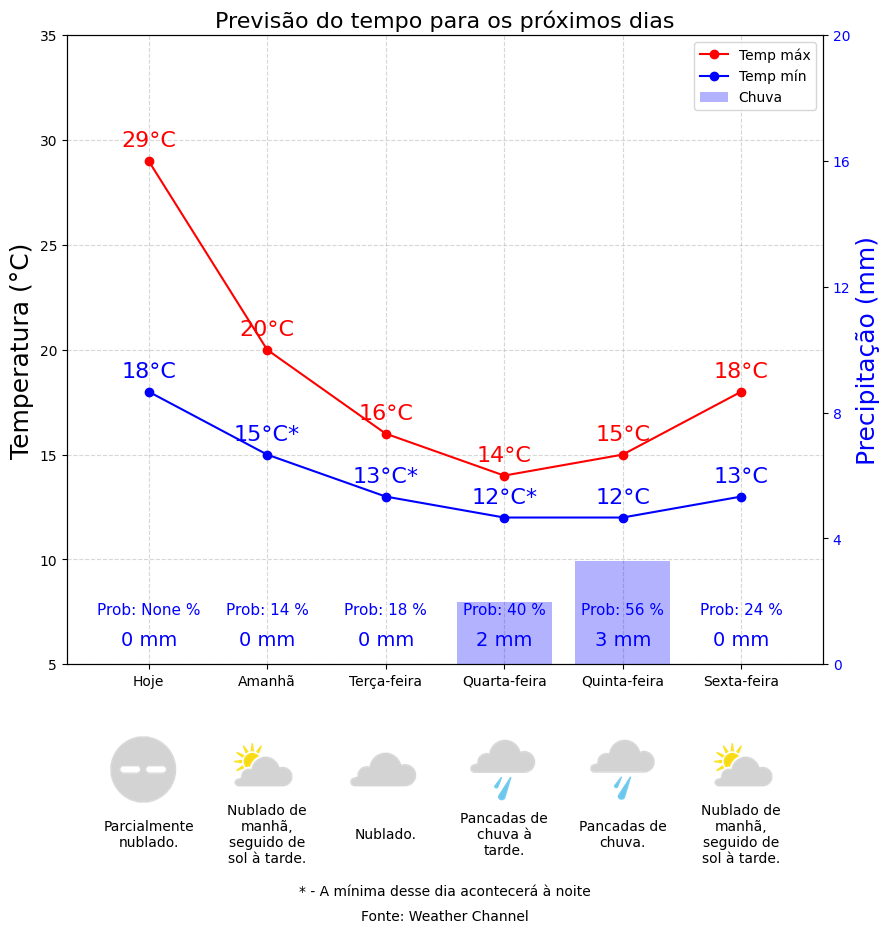 Previsão do tempo para os próximos dias
Temp máx
Temp mín
Chuva
Temperatura (°C)
Precipitação (mm)
35
30
25
20
15
10
5
20
16
12
8
4
0
29°C
20°C
16°C
14°C
15°C
18°C
18°C
15°C*
13°C*
12°C*
12°C
13°C
Prob: None %
Prob: 14 %
Prob: 18 %
Prob: 40 %
Prob: 56 %
Prob: 24 %
0 mm
0 mm
0 mm
2 mm
3 mm
0 mm
Hoje
Amanhã
Terça-feira
Quarta-feira
Quinta-feira
Sexta-feira
Parcialmente
nublado.
Nublado de
manhã,
seguido de
sol à tarde.
Nublado.
Pancadas de
chuva à
tarde.
Pancadas de
chuva.
Nublado de
manhã,
seguido de
sol à tarde.
* - A mínima desse dia acontecerá à noite
Fonte: Weather Channel